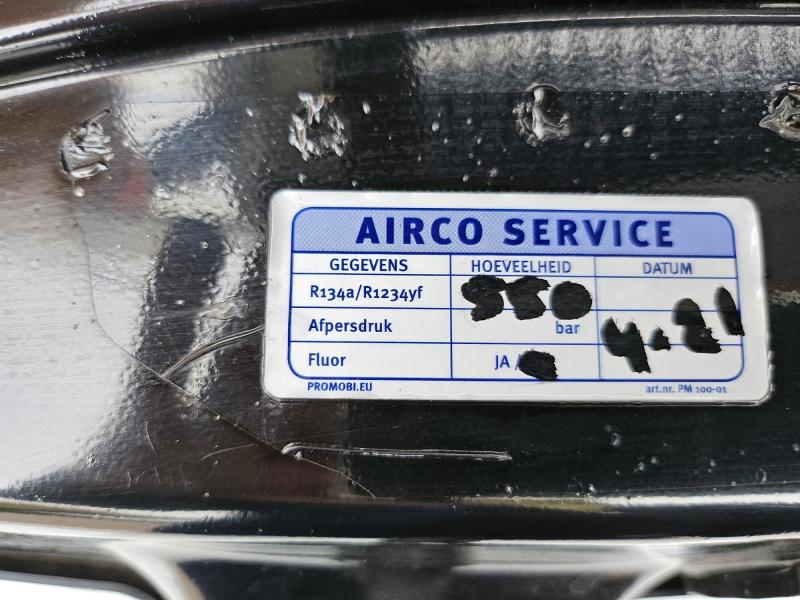 AIRCO SERVICE
GEGEVENS HOEVEELHEID DATUM
R134a/R1234yf 550
Afpersdruk bar 4.21
Fluor JA /
PROMOBI.EU art.nr. PM 100-01